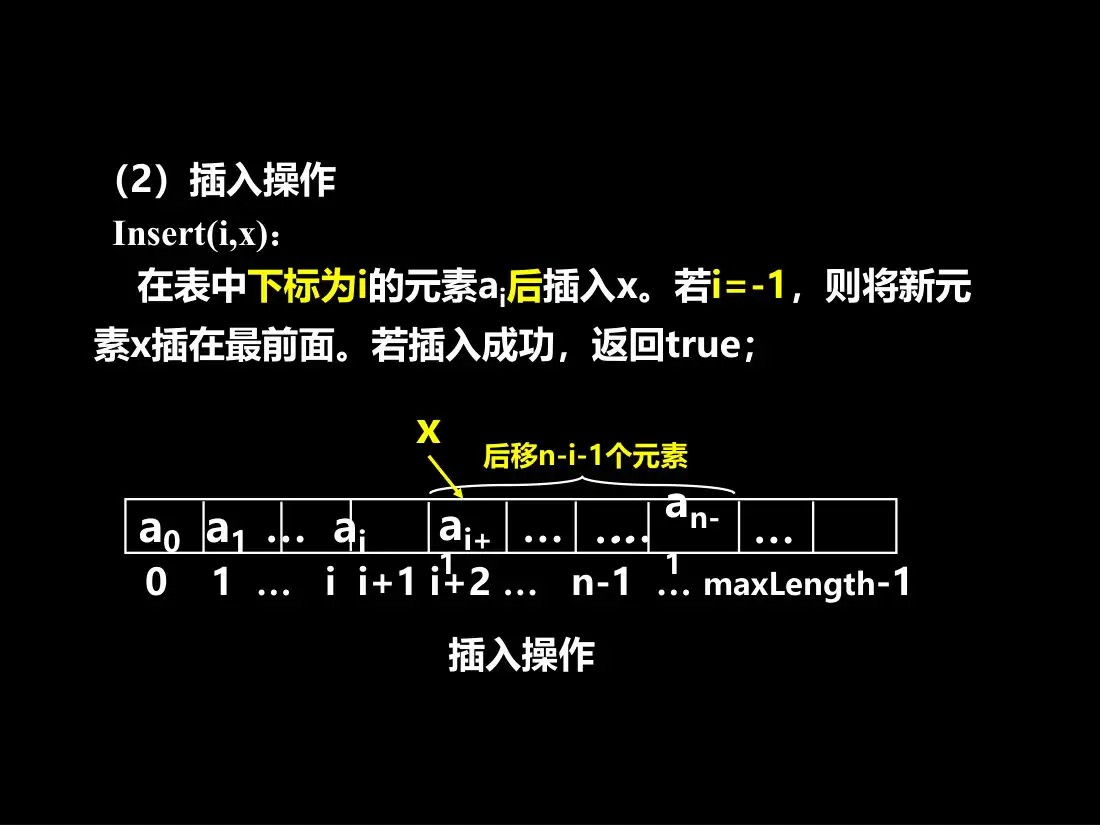 （2）插入操作
Insert(i,x)：
在表中下标为i的元素ai后插入x。若i=-1，则将新元
素x插在最前面。若插入成功，返回true；
x
后移n-i-1个元素
a0 a1 … ai ai+1 … …. an-1 …
0 1 … i i+1 i+2 … n-1 … maxLength-1
插入操作